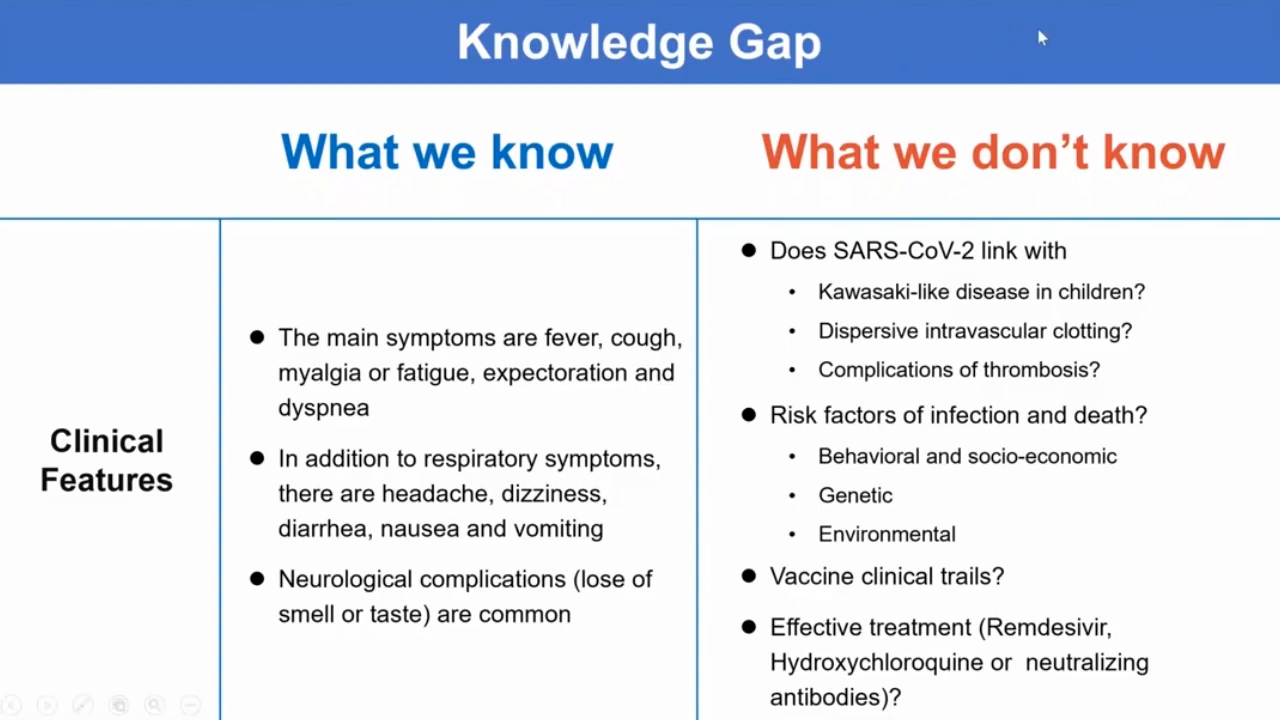 Knowledge Gap
What we know
What we don’t know
Clinical
Features
● The main symptoms are fever, cough,
myalgia or fatigue, expectoration and
dyspnea
● In addition to respiratory symptoms,
there are headache, dizziness,
diarrhea, nausea and vomiting
● Neurological complications (lose of
smell or taste) are common
● Does SARS-CoV-2 link with
• Kawasaki-like disease in children?
• Dispersive intravascular clotting?
• Complications of thrombosis?
● Risk factors of infection and death?
• Behavioral and socio-economic
• Genetic
• Environmental
● Vaccine clinical trails?
● Effective treatment (Remdesivir,
Hydroxychloroquine or neutralizing
antibodies)?